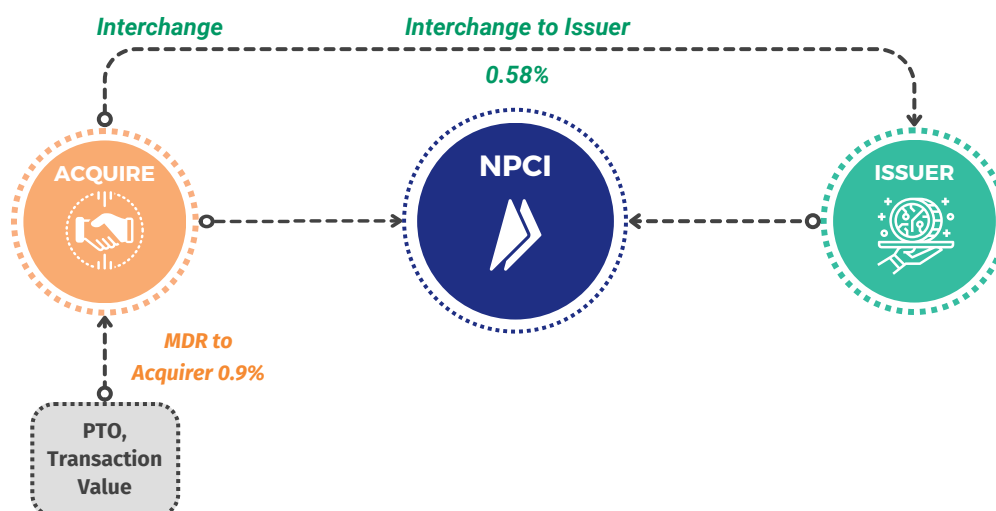 Interchange
Interchange to Issuer
0.58%
ACQUIRE
NPCI
ISSUER
MDR to
Acquirer 0.9%
PTO,
Transaction
Value